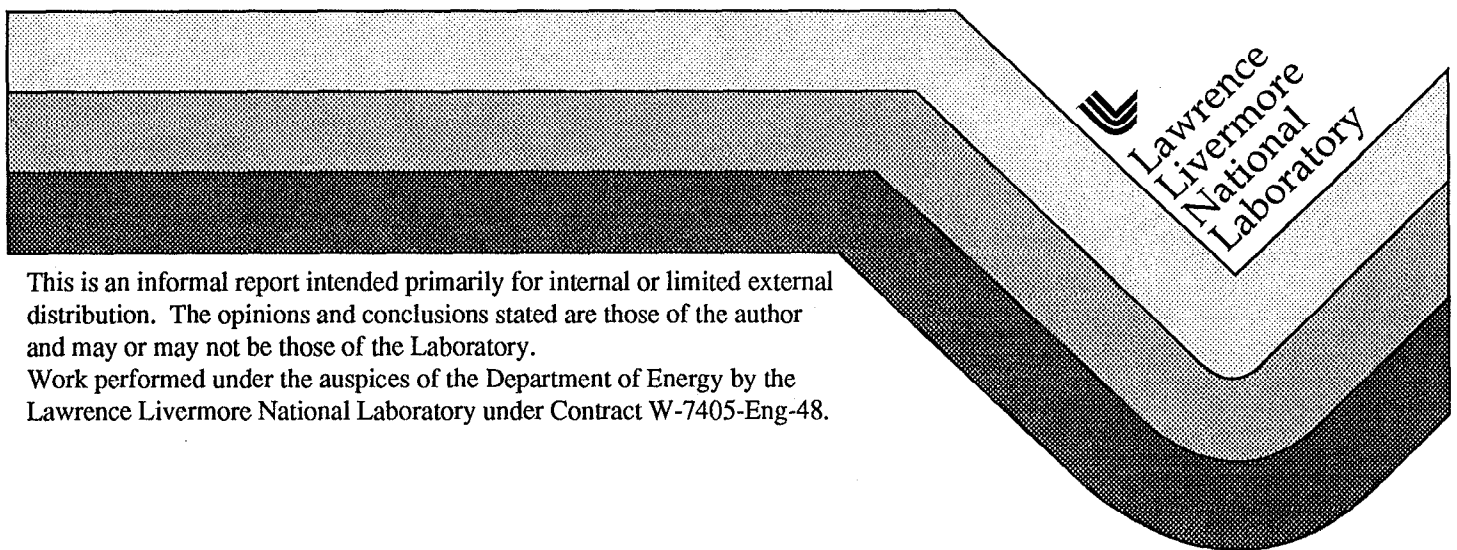 Lawrence
Livermore
National
Laboratory
This is an informal report intended primarily for internal or limited external
distribution. The opinions and conclusions stated are those of the author
and may or may not be those of the Laboratory.
Work performed under the auspices of the Department of Energy by the
Lawrence Livermore National Laboratory under Contract W-7405-Eng-48.